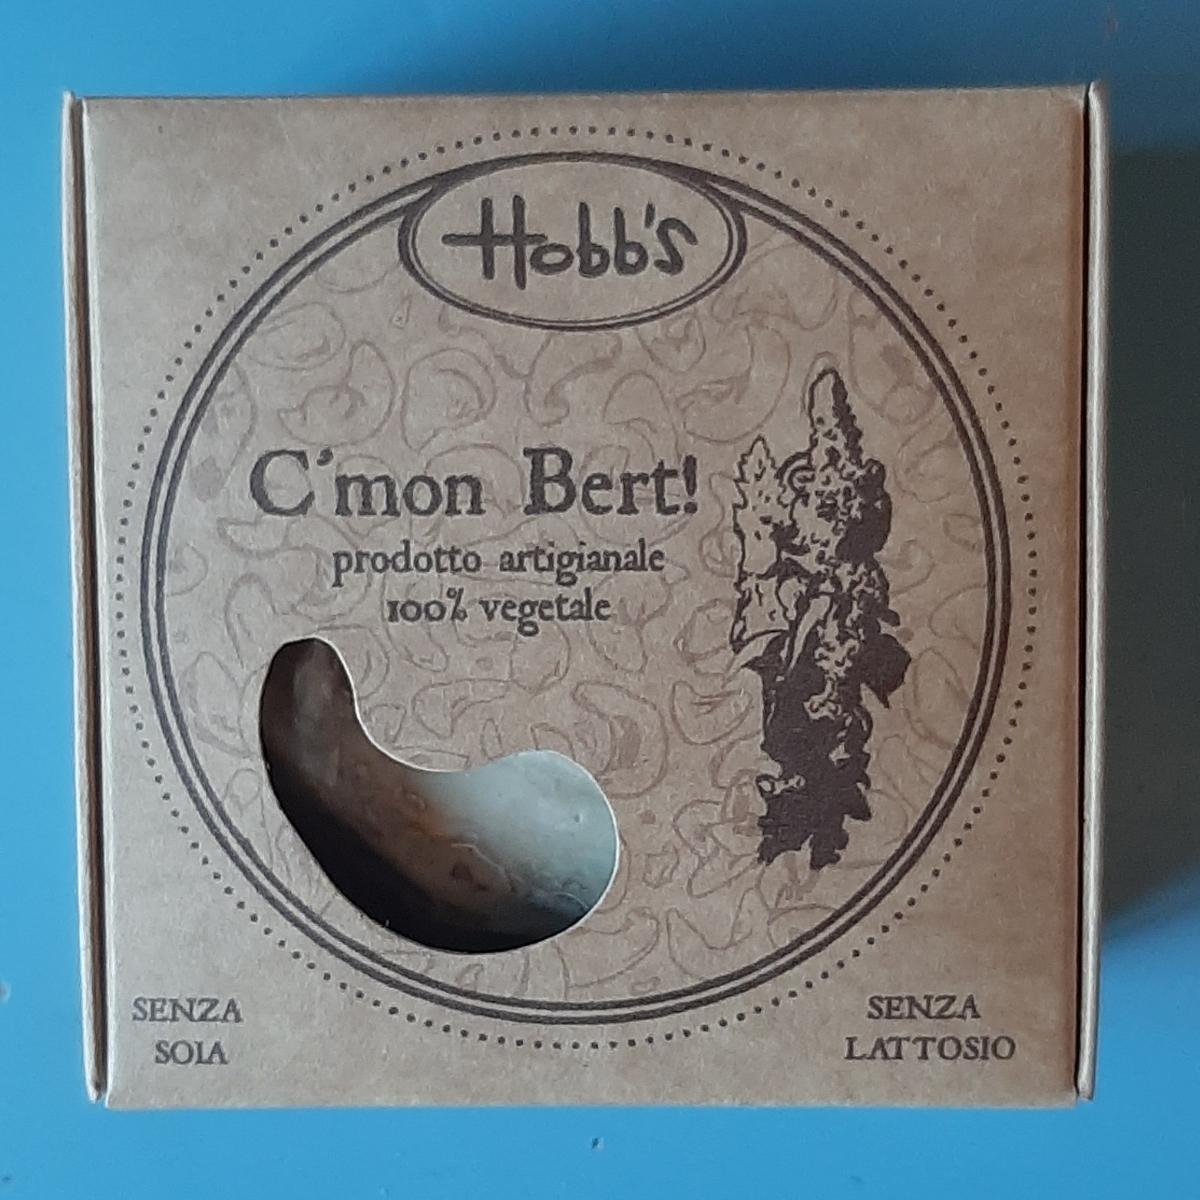 Hobb's
C'mon Bert!
prodotto artigianale
100% vegetale
SENZA
SOIA
SENZA
LATTOSIO